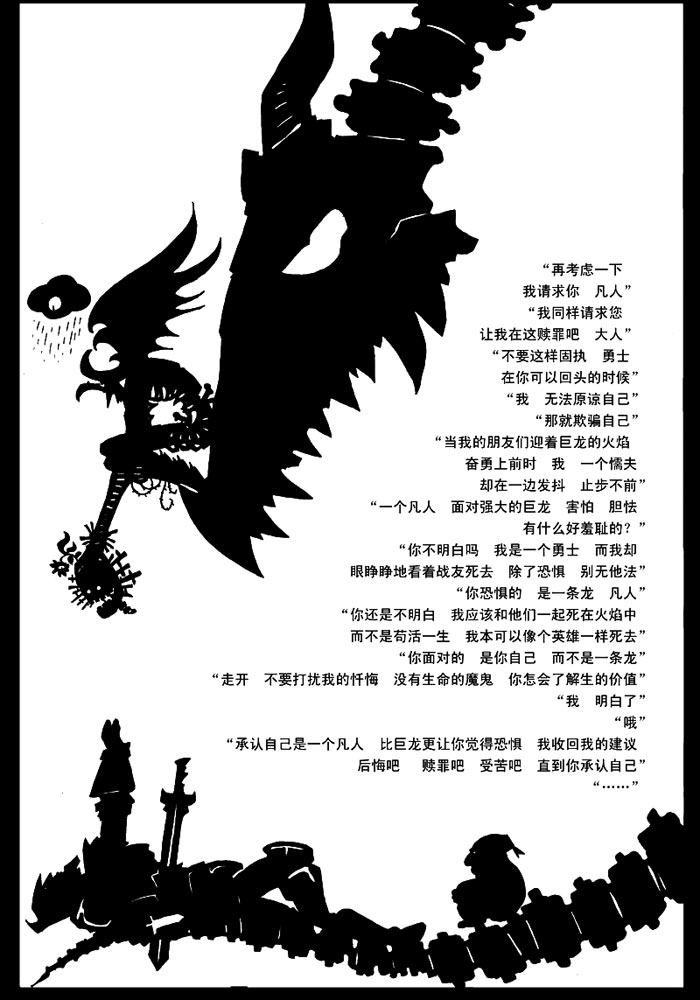 “再考虑一下
我请求你　凡人”
“我同样请求您
让我在这赎罪吧　大人”
“不要这样固执　勇士
在你可以回头的时候”
“我　无法原谅自己”
“那就欺骗自己”
“当我的朋友们迎着巨龙的火焰
奋勇上前时　我　一个懦夫
却在一边发抖　止步不前”
“一个凡人　面对强大的巨龙　害怕　胆怯
有什么好羞耻的？”
“你不明白吗　我是一个勇士　而我却
眼睁睁地看着战友死去　除了恐惧　别无他法”
“你恐惧的　是一条龙　凡人”
“你还是不明白　我应该和他们一起死在火焰中
而不是苟活一生　我本可以像个英雄一样死去”
“你面对的　是你自己　而不是一条龙”
“走开　不要打扰我的忏悔　没有生命的魔鬼　你怎会了解生的价值”
“我　明白了”
“哦”
“承认自己是一个凡人　比巨龙更让你觉得恐惧　我收回我的建议
后悔吧　赎罪吧　受苦吧　直到你承认自己”
“……”